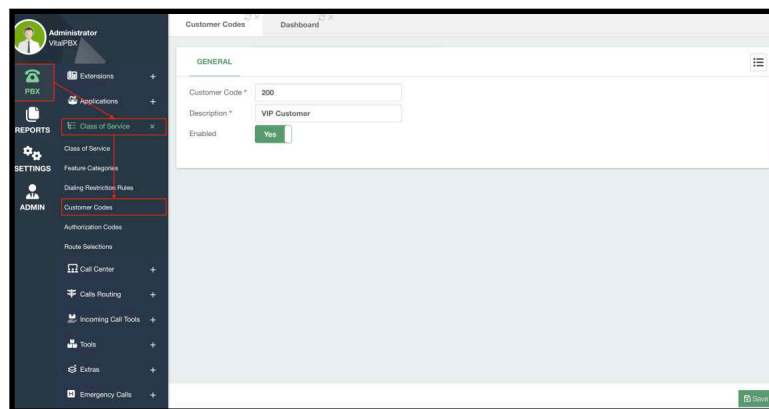 Administrator
VitalPBX
PBX
REPORTS
SETTINGS
ADMIN
Extensions +
Applications +
Class of Service ×
Class of Service
Feature Categories
Dialing Restriction Rules
Customer Codes
Authorization Codes
Route Selections
Call Center +
Calls Routing +
Incoming Call Tools +
Tools +
Extras +
Emergency Calls +
Customer Codes ×
Dashboard ×
GENERAL
Customer Code * 200
Description * VIP Customer
Enabled Yes
Save